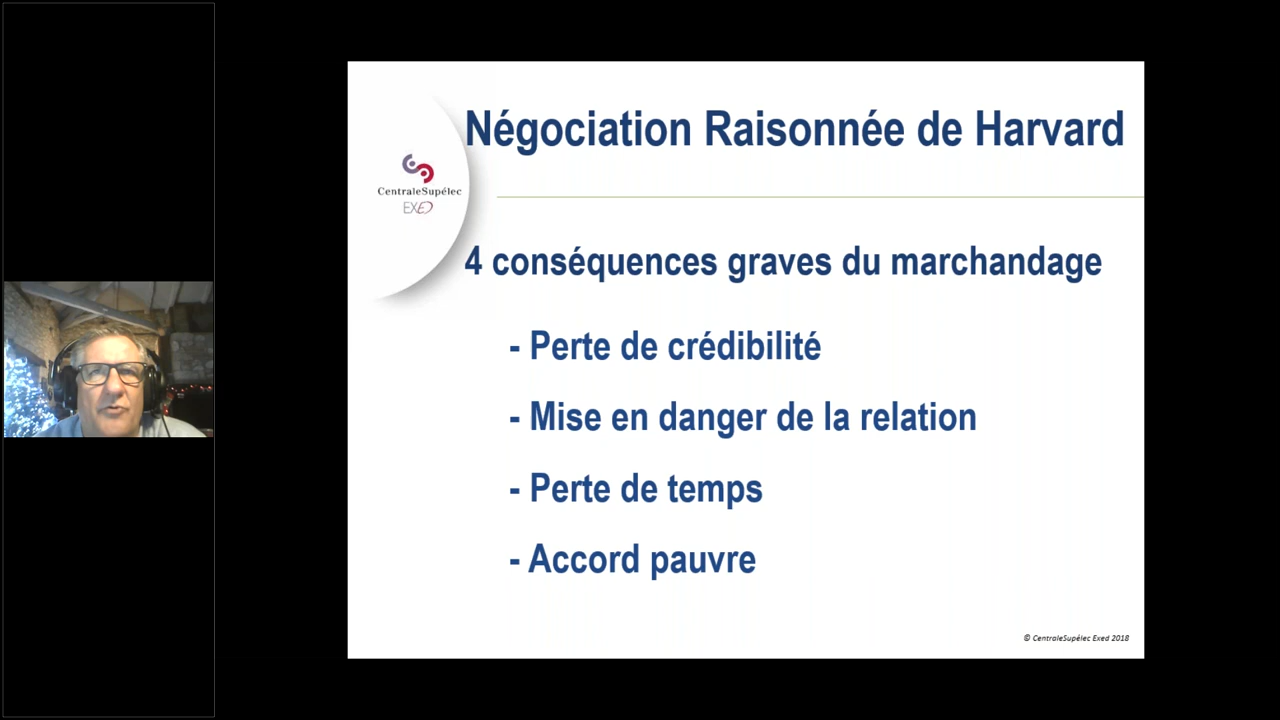 Négociation Raisonnée de Harvard
CentraleSupélec
EXED
4 conséquences graves du marchandage
- Perte de crédibilité
- Mise en danger de la relation
- Perte de temps
- Accord pauvre
© CentraleSupélec Exed 2018